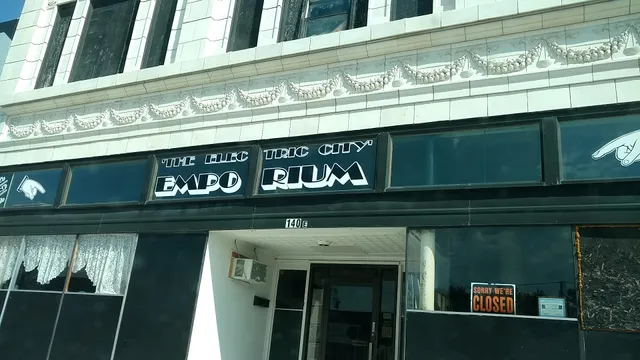 'THE ELEC TRIC CITY'
EMPO RIUM
140 E
SORRY WE'RE
CLOSED